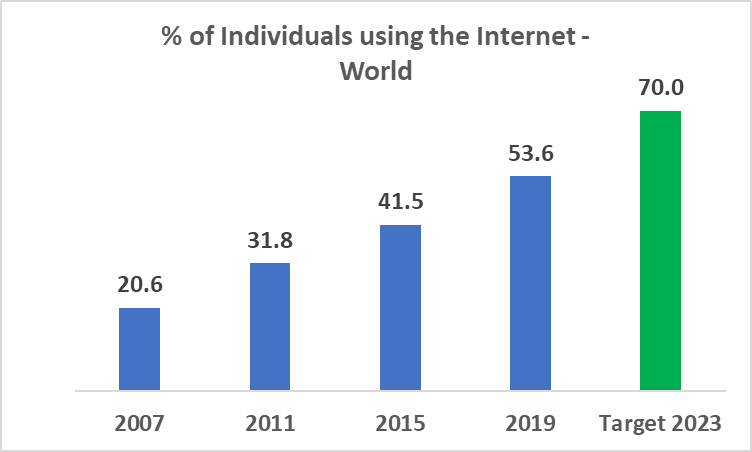 % of Individuals using the Internet -
World
70.0
53.6
41.5
31.8
20.6
2007 2011 2015 2019 Target 2023